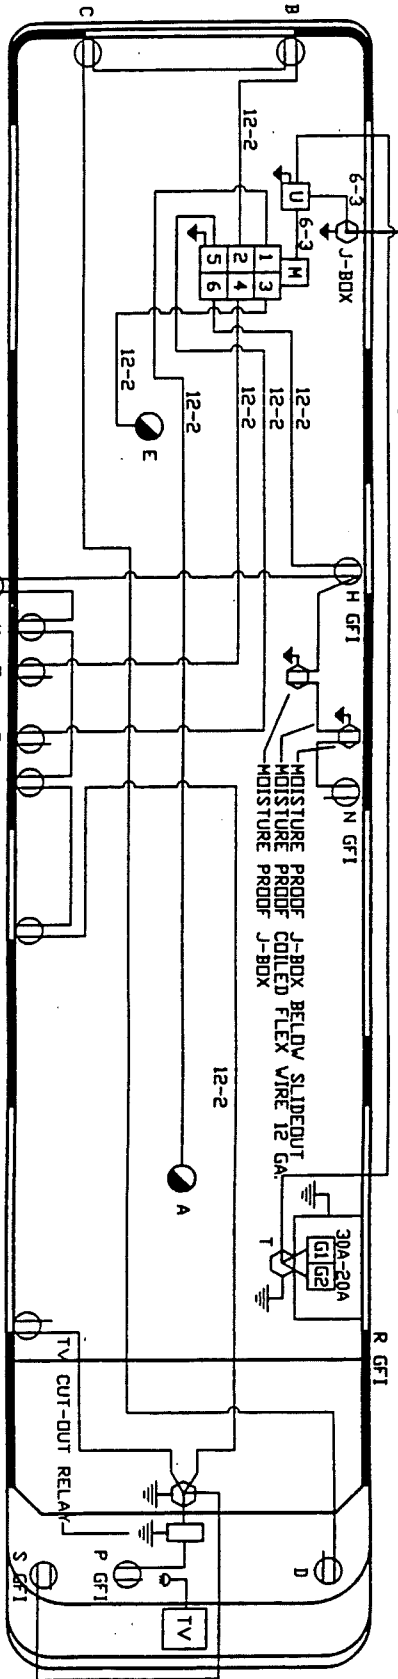 C
B
12-2
6-3
J-BOX
U
6-3
M
1
2
5
3
4
6
12-2
12-2
12-2
12-2
12-2
E
H GFI
N GFI
MOISTURE PROOF J-BOX BELOW SLIDEOUT
MOISTURE PROOF COILED FLEX WIRE 12 GA.
MOISTURE PROOF J-BOX
12-2
A
T
30A-20A
G1
G2
R GFI
TV CUT-OUT RELAY
S GFI
P GFI
D
TV